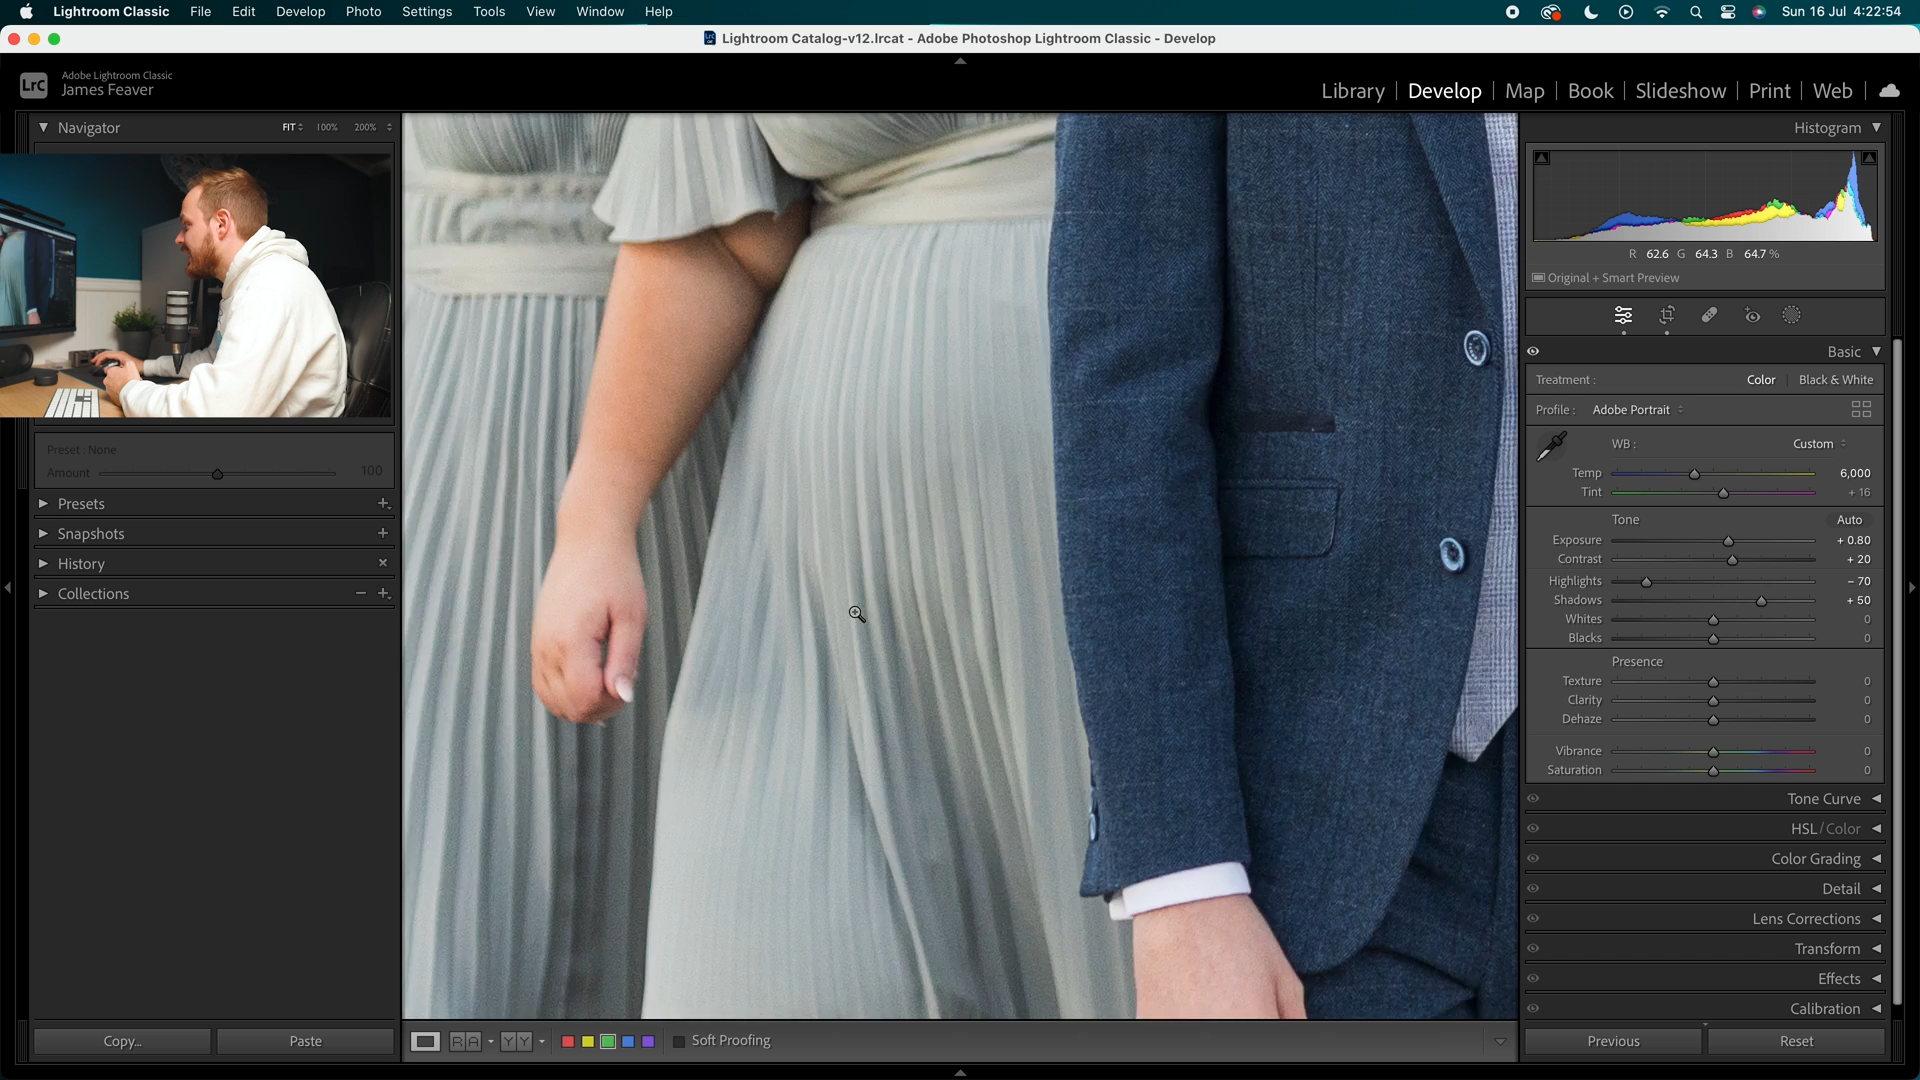 Lightroom Classic File Edit Develop Photo Settings Tools View Window Help Sun 16 Jul 4:22:54
Lightroom Catalog-v12.lrcat - Adobe Photoshop Lightroom Classic - Develop
LrC
Adobe Lightroom Classic
James Feaver
Library | Develop | Map | Book | Slideshow | Print | Web
Navigator FIT 100% 200%
Preset : None
Amount 100
Presets
Snapshots
History
Collections
Copy... Paste
R A Y Y Soft Proofing
Histogram
R 62.6 G 64.3 B 64.7 %
Original + Smart Preview
Basic
Treatment : Color Black & White
Profile : Adobe Portrait
WB : Custom
Temp 6,000
Tint + 16
Tone Auto
Exposure + 0.80
Contrast + 20
Highlights - 70
Shadows + 50
Whites 0
Blacks 0
Presence
Texture 0
Clarity 0
Dehaze 0
Vibrance 0
Saturation 0
Tone Curve
HSL / Color
Color Grading
Detail
Lens Corrections
Transform
Effects
Calibration
Previous Reset